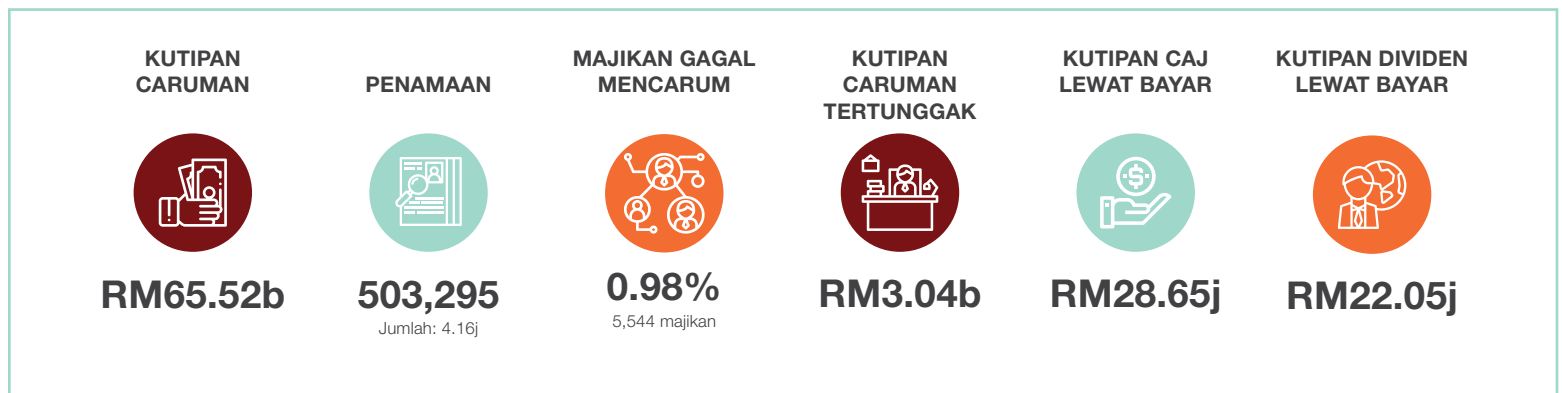 KUTIPAN
CARUMAN
RM65.52b
PENAMAAN
503,295
Jumlah: 4.16j
MAJIKAN GAGAL
MENCARUM
0.98%
5,544 majikan
KUTIPAN
CARUMAN
TERTUNGGAK
RM3.04b
KUTIPAN CAJ
LEWAT BAYAR
RM28.65j
KUTIPAN DIVIDEN
LEWAT BAYAR
RM22.05j